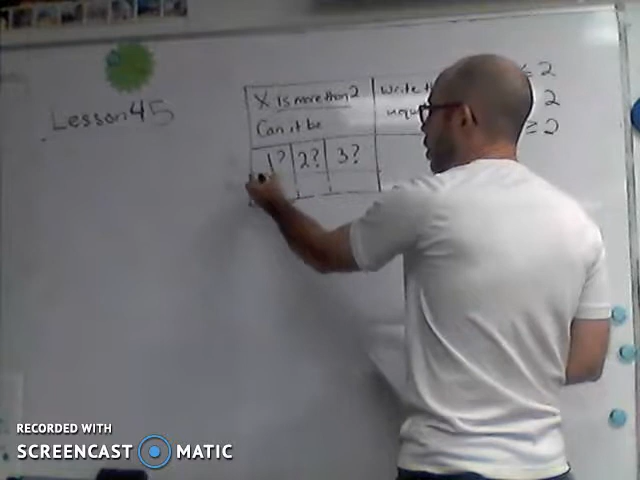 Lesson 45
X is more than 2
Can it be
1? 2? 3?
Write
2
2
≥ 2
RECORDED WITH
SCREENCAST MATIC